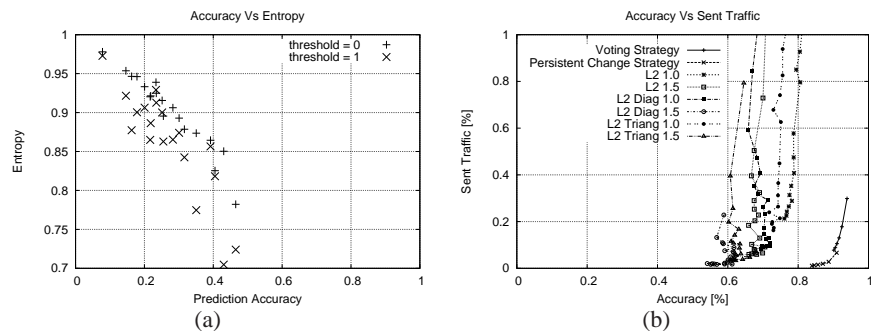 Accuracy Vs Entropy
threshold = 0
threshold = 1
1
0.95
0.9
0.85
0.8
0.75
0.7
Entropy
0
0.2
0.4
0.6
0.8
1
Prediction Accuracy
(a)
Accuracy Vs Sent Traffic
Voting Strategy
Persistent Change Strategy
L2 1.0
L2 1.5
L2 Diag 1.0
L2 Diag 1.5
L2 Triang 1.0
L2 Triang 1.5
1
0.8
0.6
0.4
0.2
0
Sent Traffic [%]
0
0.2
0.4
0.6
0.8
1
Accuracy [%]
(b)